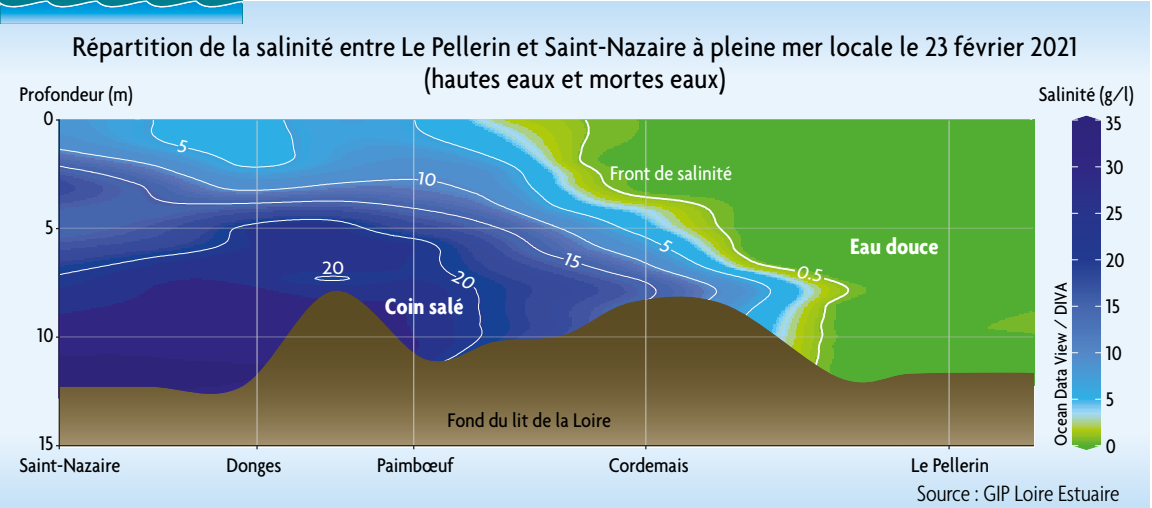 Répartition de la salinité entre Le Pellerin et Saint-Nazaire à pleine mer locale le 23 février 2021
(hautes eaux et mortes eaux)
Profondeur (m)
Salinité (g/l)
0
5
10
15
5
10
Front de salinité
5
15
0.5
20
20
Eau douce
Coin salé
Fond du lit de la Loire
Saint-Nazaire
Donges
Paimbœuf
Cordemais
Le Pellerin
35
30
25
20
15
10
5
0
Ocean Data View / DIVA
Source : GIP Loire Estuaire